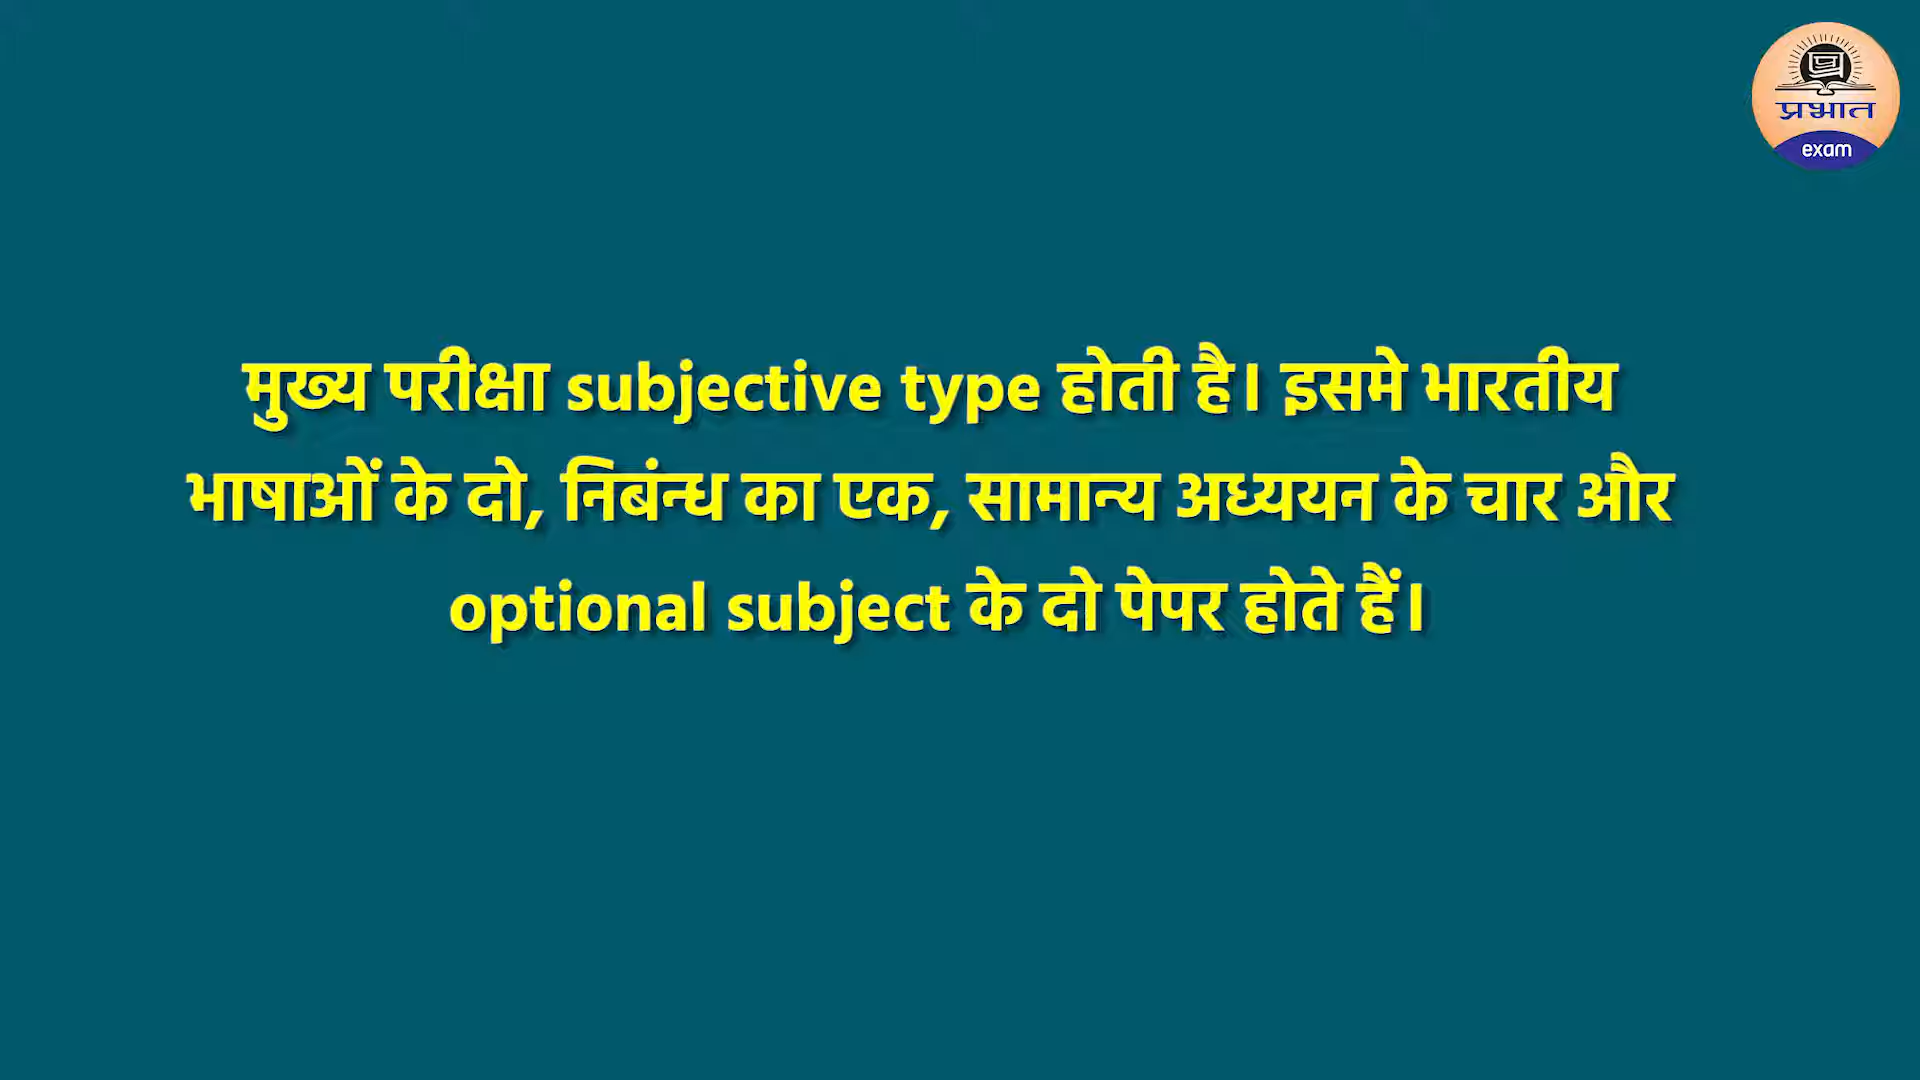 प्रभात
exam
मुख्य परीक्षा subjective type होती है। इसमे भारतीय
भाषाओं के दो, निबंन्ध का एक, सामान्य अध्ययन के चार और
optional subject के दो पेपर होते हैं।